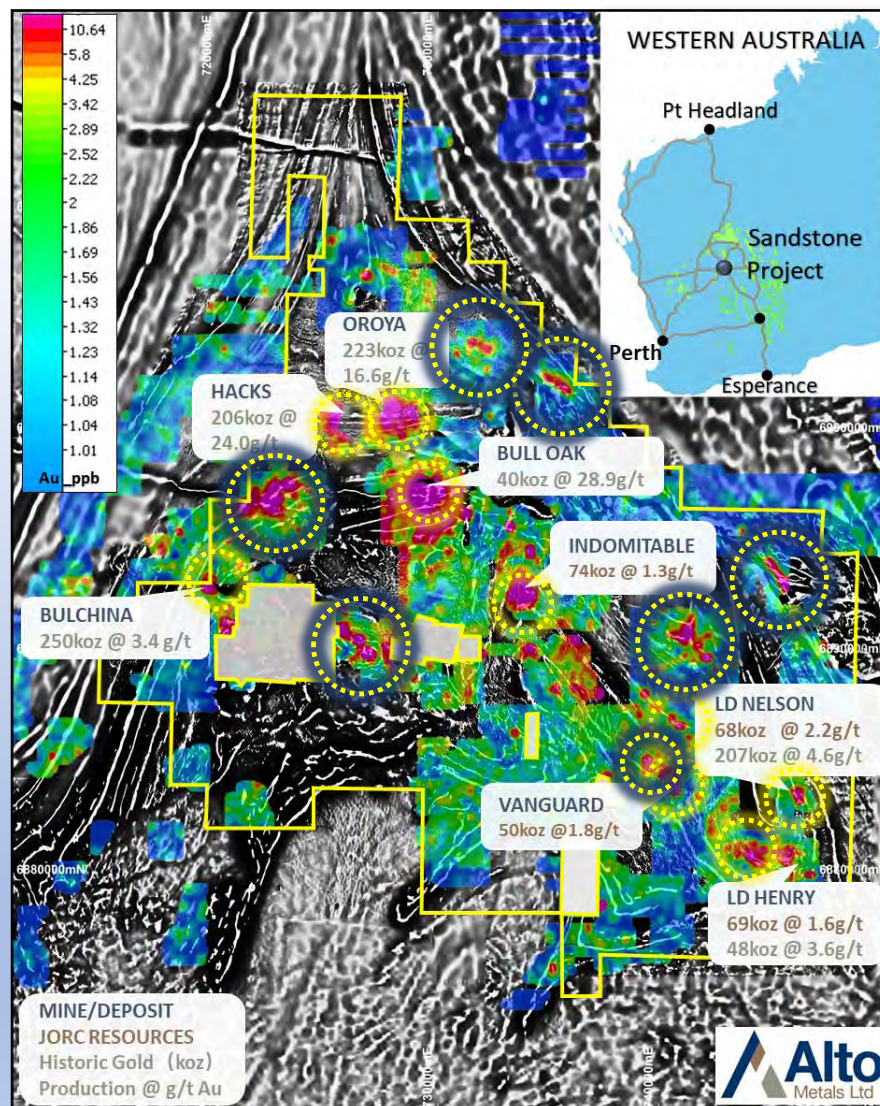 10.64
5.8
4.25
3.42
2.89
2.52
2.22
2
1.86
1.69
1.56
1.43
1.32
1.23
1.14
1.08
1.04
1.01
Au _ppb
720000mE
WESTERN AUSTRALIA
Pt Headland
Sandstone
Project
Perth
Esperance
OROYA
223koz @
16.6g/t
HACKS
206koz @
24.0g/t
BULL OAK
40koz @ 28.9g/t
INDOMITABLE
74koz @ 1.3g/t
BULCHINA
250koz @ 3.4 g/t
LD NELSON
68koz @ 2.2g/t
207koz @ 4.6g/t
VANGUARD
50koz @1.8g/t
6880000mN
LD HENRY
69koz @ 1.6g/t
48koz @ 3.6g/t
MINE/DEPOSIT
JORC RESOURCES
Historic Gold (koz)
Production @ g/t Au
730000mE
Alto
Metals Ltd